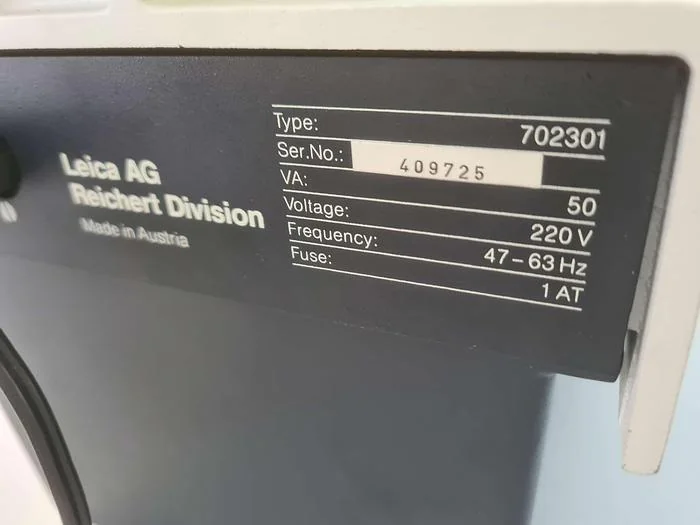 Leica AG
Reichert Division
Made in Austria
Type: 702301
Ser.No.: 409725
VA: 50
Voltage: 220 V
Frequency: 47-63 Hz
Fuse: 1 AT